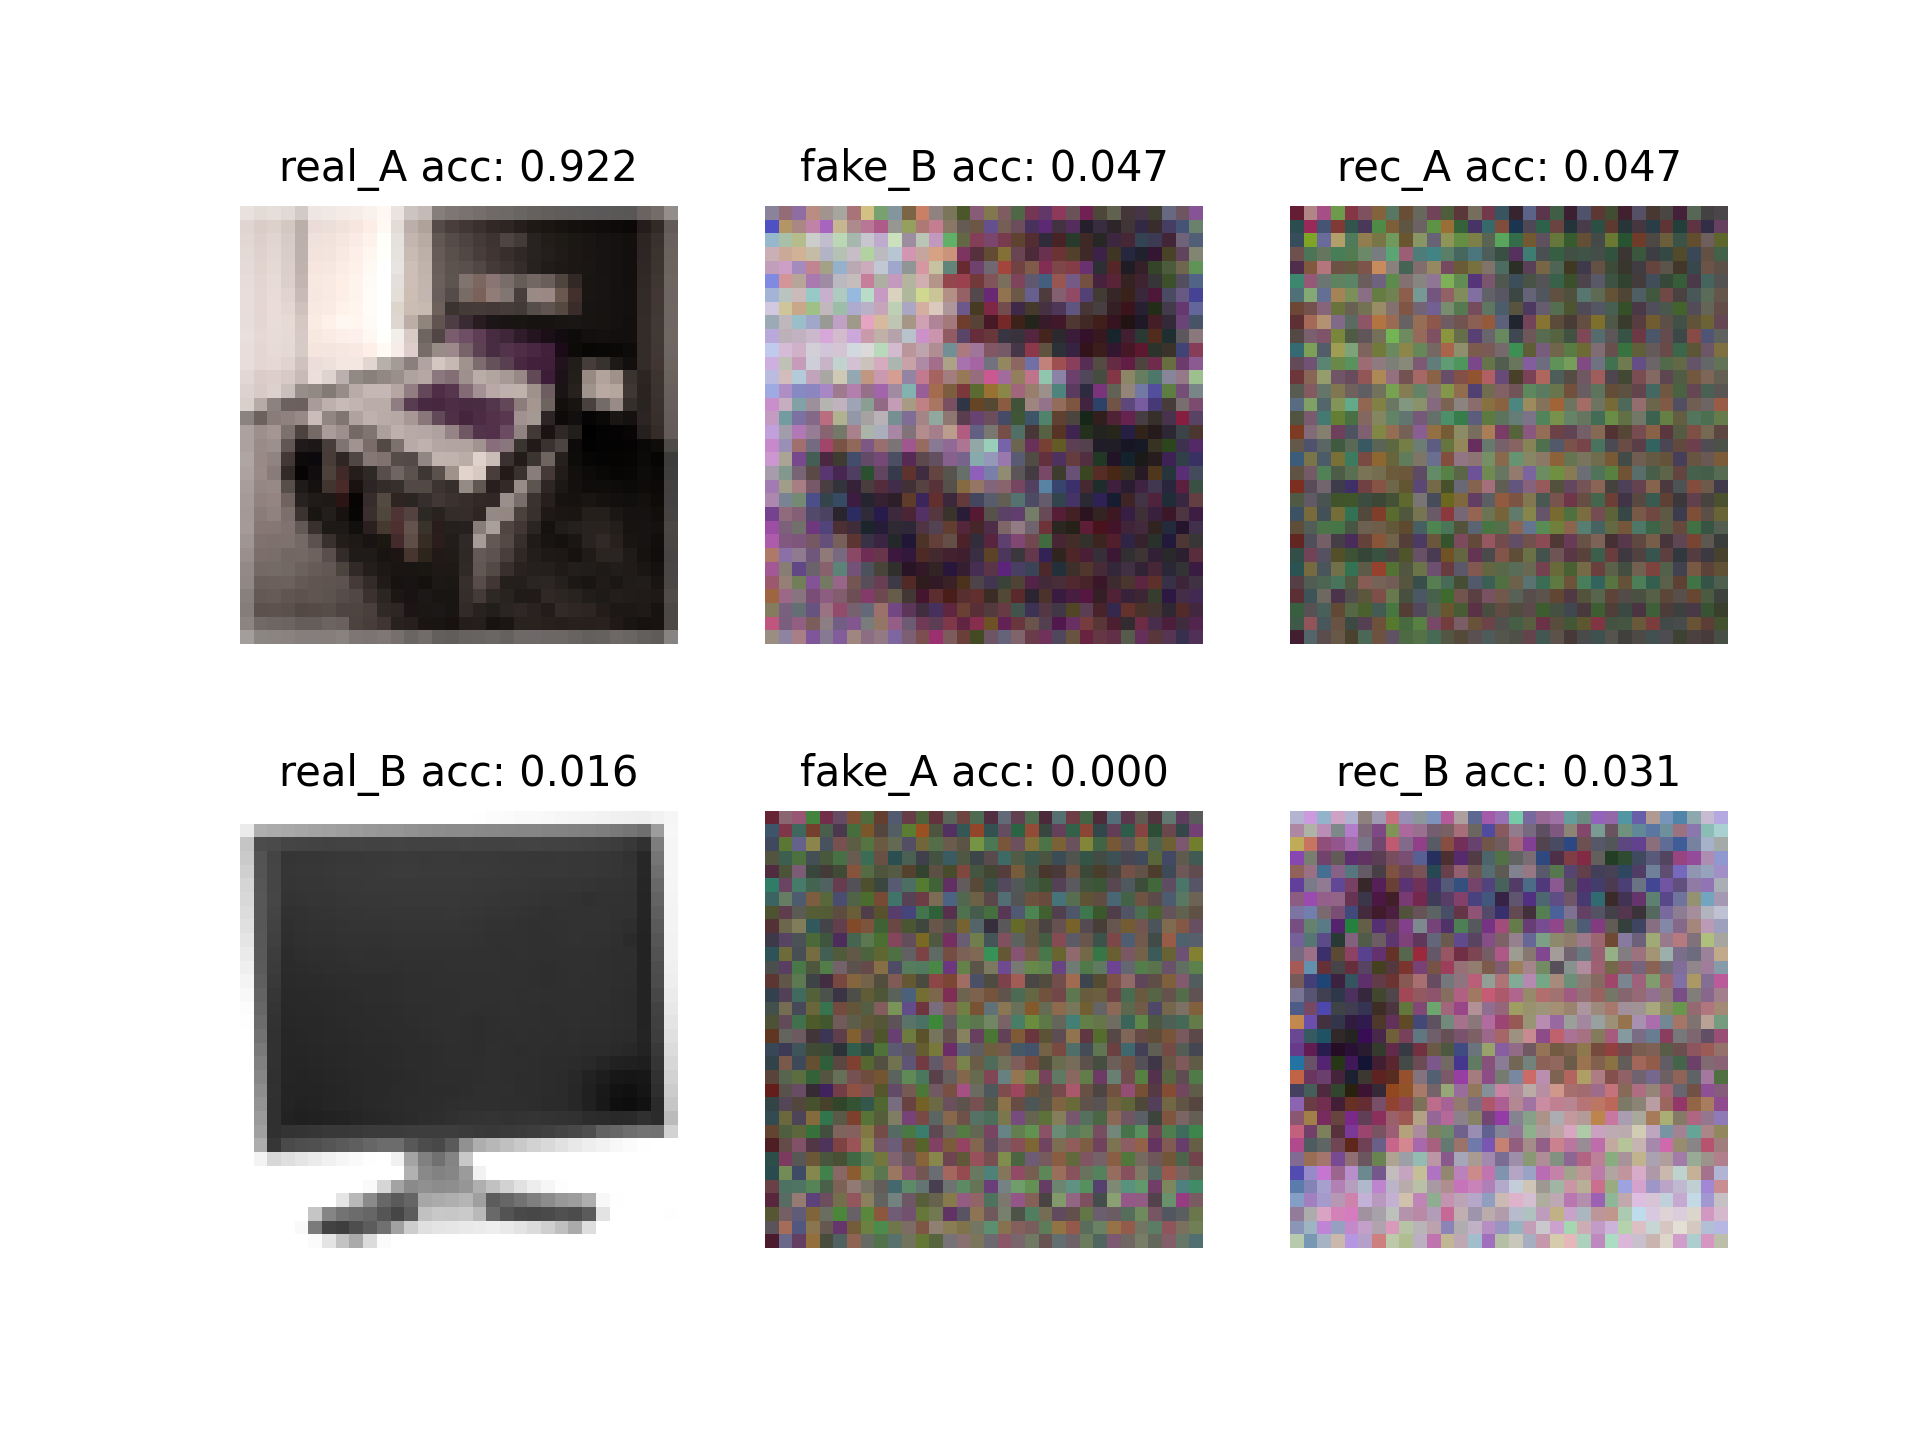 real_A acc: 0.922
fake_B acc: 0.047
rec_A acc: 0.047
real_B acc: 0.016
fake_A acc: 0.000
rec_B acc: 0.031